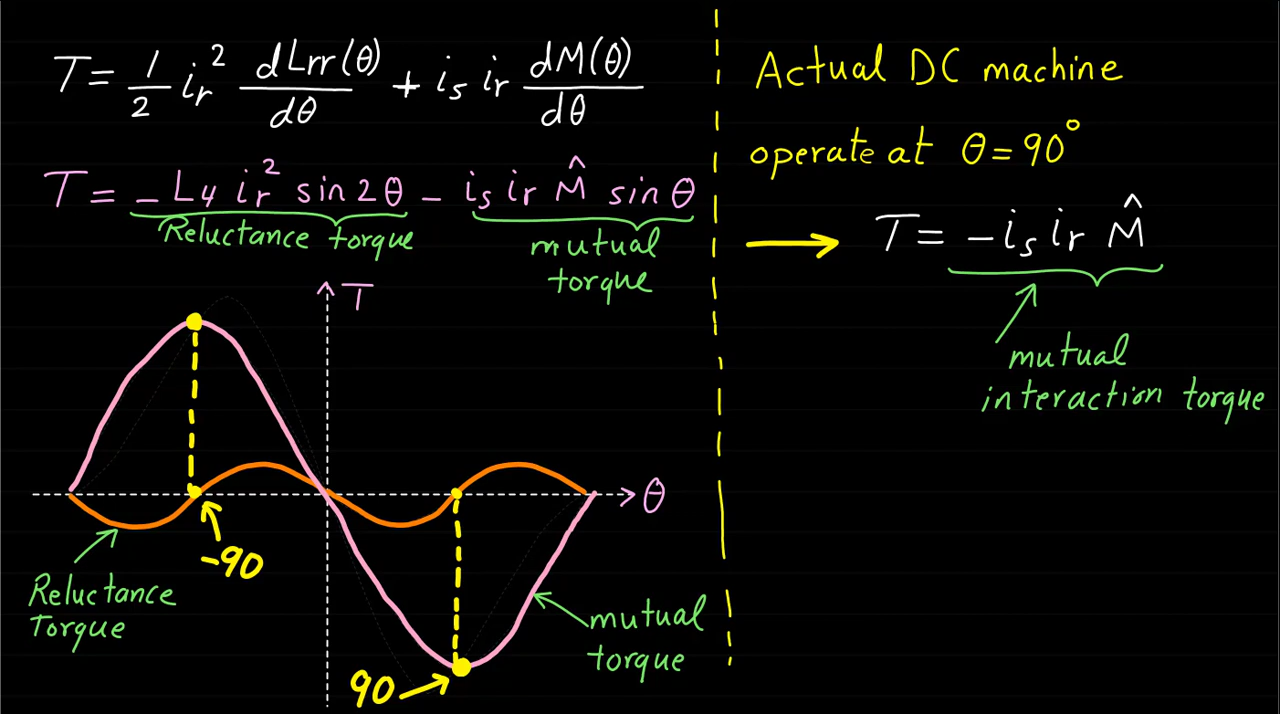 T = 1/2 ir² dLrr(θ)/dθ + is ir dM(θ)/dθ
T = - L4 ir² sin 2θ - is ir M̂ sin θ
Reluctance torque
mutual
torque
T
θ
-90
Reluctance
Torque
90
mutual
torque
Actual DC machine
operate at θ = 90°
T = - is ir M̂
mutual
interaction torque